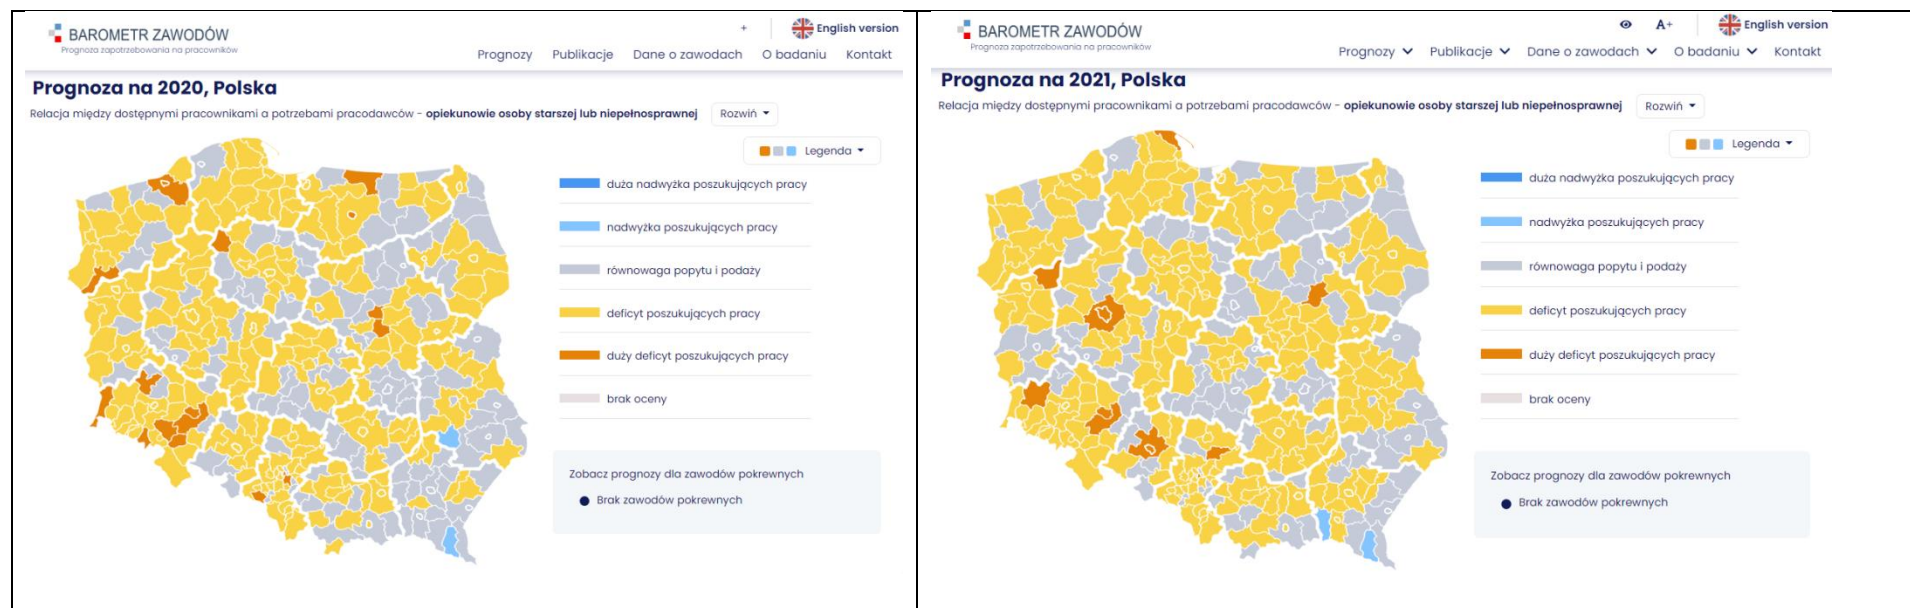 BAROMETR ZAWODÓW
Prognoza zapotrzebowania na pracowników
+
English version
Prognozy Publikacje Dane o zawodach O badaniu Kontakt
Prognoza na 2020, Polska
Relacja między dostępnymi pracownikami a potrzebami pracodawców - opiekunowie osoby starszej lub niepełnosprawnej Rozwiń
Legenda
duża nadwyżka poszukujących pracy
nadwyżka poszukujących pracy
równowaga popytu i podaży
deficyt poszukujących pracy
duży deficyt poszukujących pracy
brak oceny
Zobacz prognozy dla zawodów pokrewnych
Brak zawodów pokrewnych
BAROMETR ZAWODÓW
Prognoza zapotrzebowania na pracowników
A+
English version
Prognozy Publikacje Dane o zawodach O badaniu Kontakt
Prognoza na 2021, Polska
Relacja między dostępnymi pracownikami a potrzebami pracodawców - opiekunowie osoby starszej lub niepełnosprawnej Rozwiń
Legenda
duża nadwyżka poszukujących pracy
nadwyżka poszukujących pracy
równowaga popytu i podaży
deficyt poszukujących pracy
duży deficyt poszukujących pracy
brak oceny
Zobacz prognozy dla zawodów pokrewnych
Brak zawodów pokrewnych